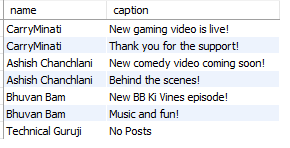 name caption
CarryMinati New gaming video is live!
CarryMinati Thank you for the support!
Ashish Chanchlani New comedy video coming soon!
Ashish Chanchlani Behind the scenes!
Bhuvan Bam New BB Ki Vines episode!
Bhuvan Bam Music and fun!
Technical Guruji No Posts